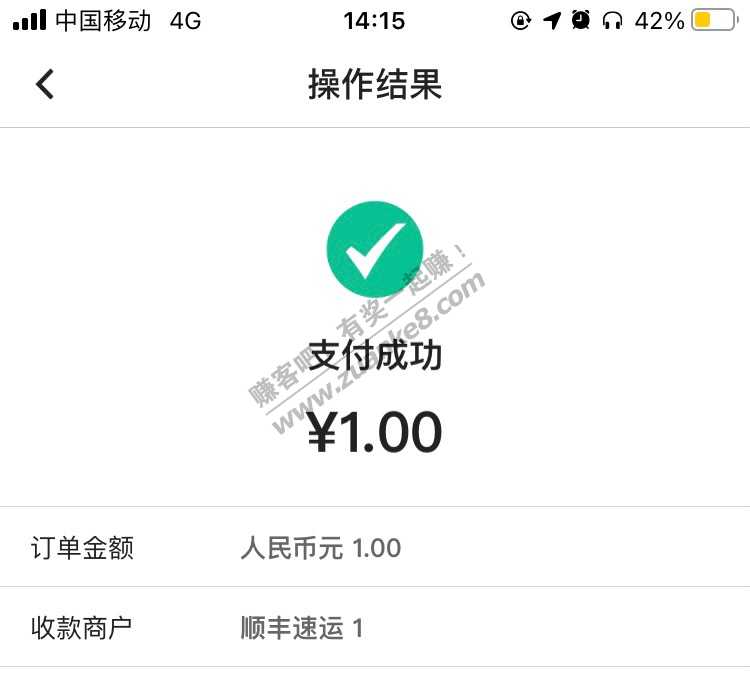 中国移动 4G 14:15 42%
操作结果
赚客吧，有奖一起赚！
www.zuanke8.com
支付成功
¥1.00
订单金额 人民币元 1.00
收款商户 顺丰速运 1